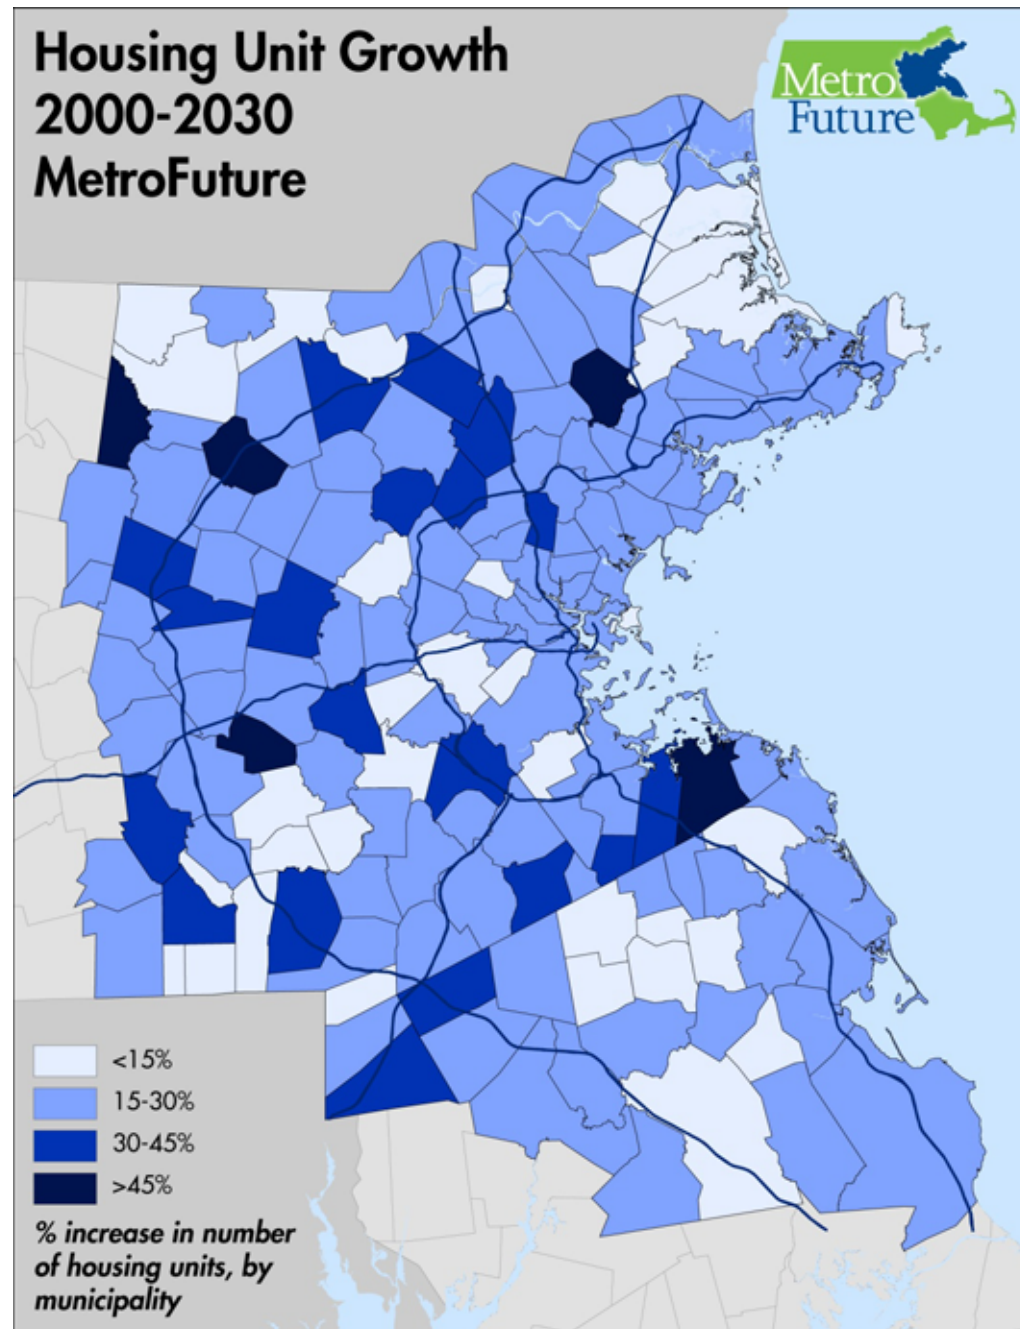 Housing Unit Growth
2000-2030
MetroFuture
Metro
Future
<15%
15-30%
30-45%
>45%
% increase in number
of housing units, by
municipality